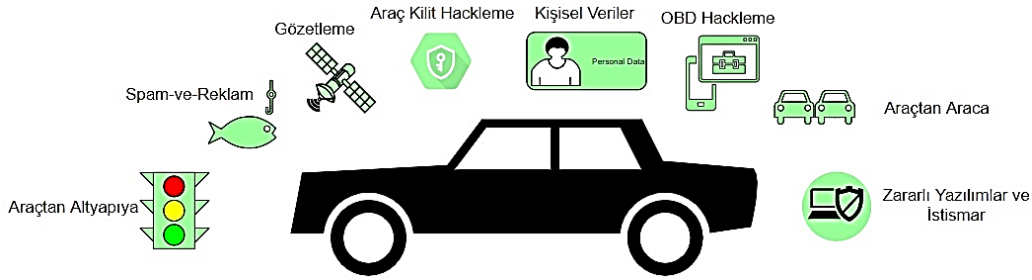 Araç Kilit Hackleme
Kişisel Veriler
OBD Hackleme
Gözetleme
Personal Data
Spam-ve-Reklam
Araçtan Araca
Araçtan Altyapıya
Zararlı Yazılımlar ve
İstismar